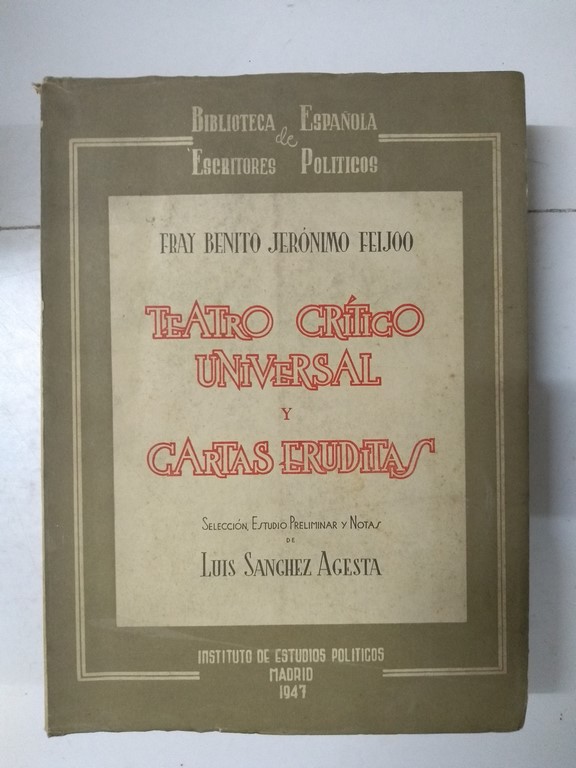 BIBLIOTECA ESPAÑOLA
de
ESCRITORES POLITICOS
FRAY BENITO JERÓNIMO FEIJOO
TEATRO CRÍTICO
UNIVERSAL
Y
CARTAS ERUDITAS
SELECCIÓN, ESTUDIO PRELIMINAR Y NOTAS
DE
LUIS SANCHEZ AGESTA
INSTITUTO DE ESTUDIOS POLITICOS
MADRID
1947